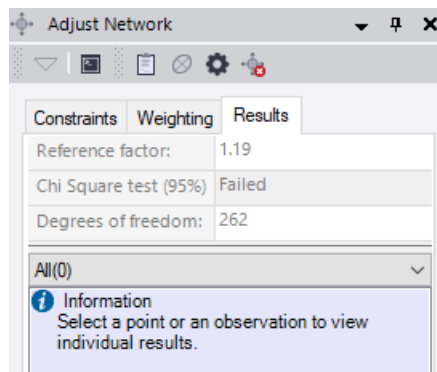 Adjust Network
Constraints Weighting Results
Reference factor: 1.19
Chi Square test (95%) Failed
Degrees of freedom: 262
All(0)
Information
Select a point or an observation to view
individual results.